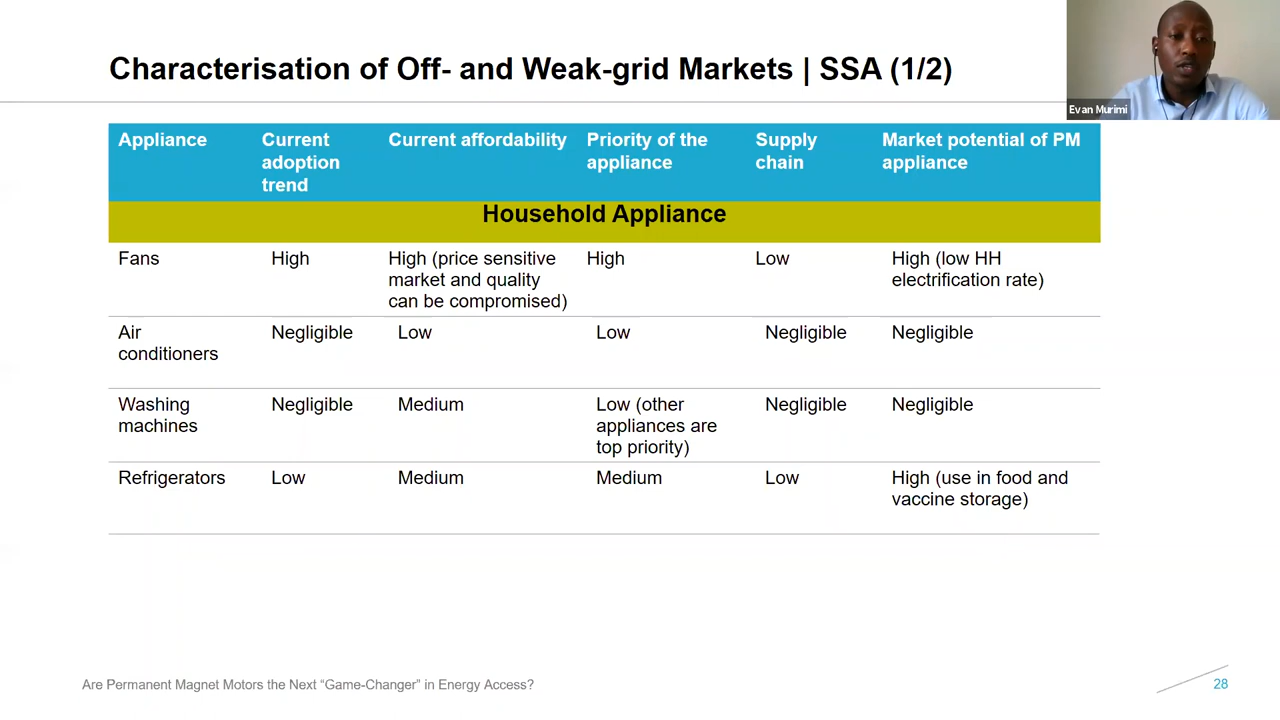 Characterisation of Off- and Weak-grid Markets | SSA (1/2)
Evan Murimi
Appliance
Current
adoption
trend
Current affordability
Priority of the
appliance
Supply
chain
Market potential of PM
appliance
Household Appliance
Fans
High
High (price sensitive
market and quality
can be compromised)
High
Low
High (low HH
electrification rate)
Air
conditioners
Negligible
Low
Low
Negligible
Negligible
Washing
machines
Negligible
Medium
Low (other
appliances are
top priority)
Negligible
Negligible
Refrigerators
Low
Medium
Medium
Low
High (use in food and
vaccine storage)
Are Permanent Magnet Motors the Next “Game-Changer” in Energy Access?
28